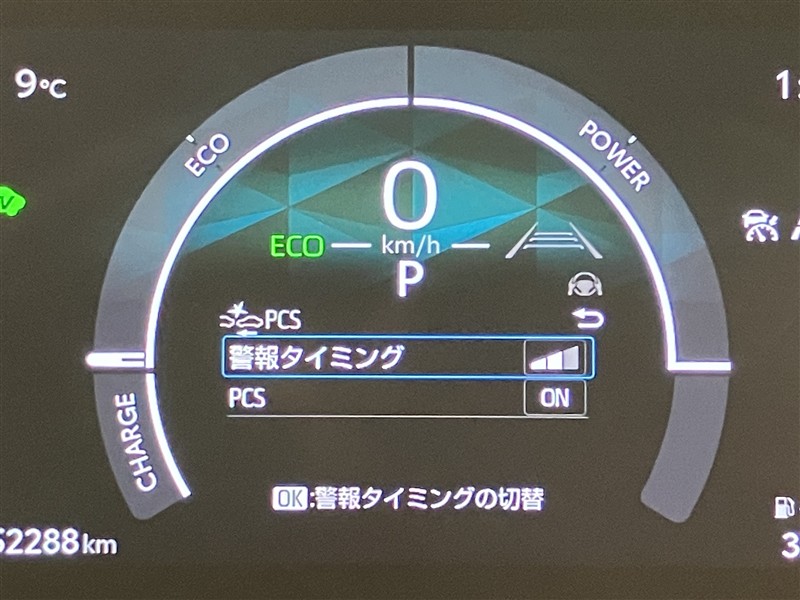 9℃
ECO
POWER
0
ECO km/h
P
PCS
警報タイミング
PCS ON
CHARGE
OK:警報タイミングの切替
2288km